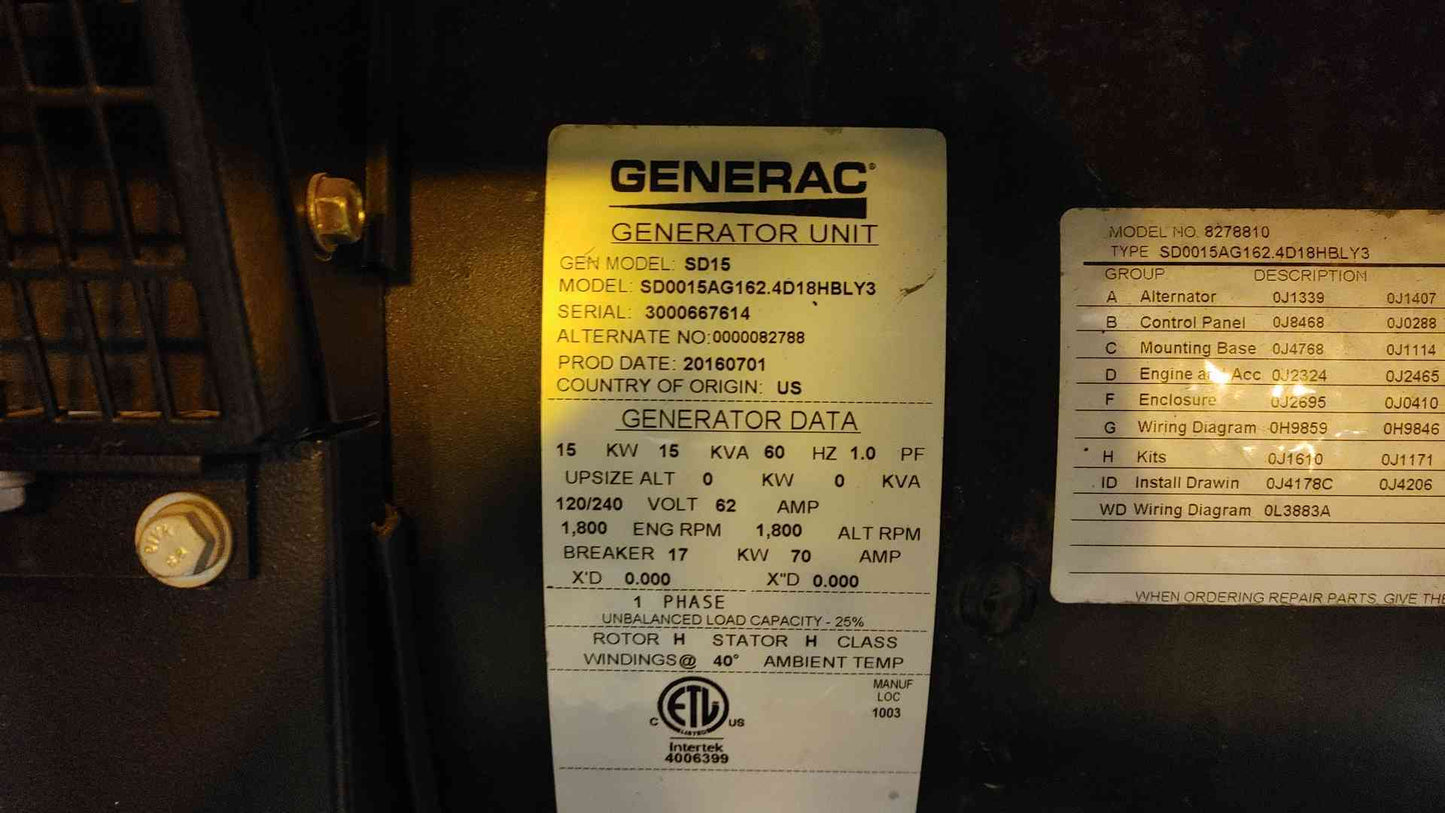 GENERAC®
GENERATOR UNIT
GEN MODEL: SD15
MODEL: SD0015AG162.4D18HBLY3
SERIAL: 3000667614
ALTERNATE NO:0000082788
PROD DATE: 20160701
COUNTRY OF ORIGIN: US
GENERATOR DATA
15 KW 15 KVA 60 HZ 1.0 PF
UPSIZE ALT 0 KW 0 KVA
120/240 VOLT 62 AMP
1,800 ENG RPM 1,800 ALT RPM
BREAKER 17 KW 70 AMP
X'D 0.000 X"D 0.000
1 PHASE
UNBALANCED LOAD CAPACITY - 25%
ROTOR H STATOR H CLASS
WINDINGS@ 40° AMBIENT TEMP
MANUF
LOC
1003
C ETL US
LISTED
Intertek
4006399
MODEL NO. 8278810
TYPE SD0015AG162.4D18HBLY3
GROUP DESCRIPTION
A Alternator 0J1339 0J1407
B Control Panel 0J8468 0J0288
C Mounting Base 0J4768 0J1114
D Engine and Acc 0J2324 0J2465
F Enclosure 0J2695 0J0410
G Wiring Diagram 0H9859 0H9846
H Kits 0J1610 0J1171
ID Install Drawin 0J4178C 0J4206
WD Wiring Diagram 0L3883A
WHEN ORDERING REPAIR PARTS, GIVE THE